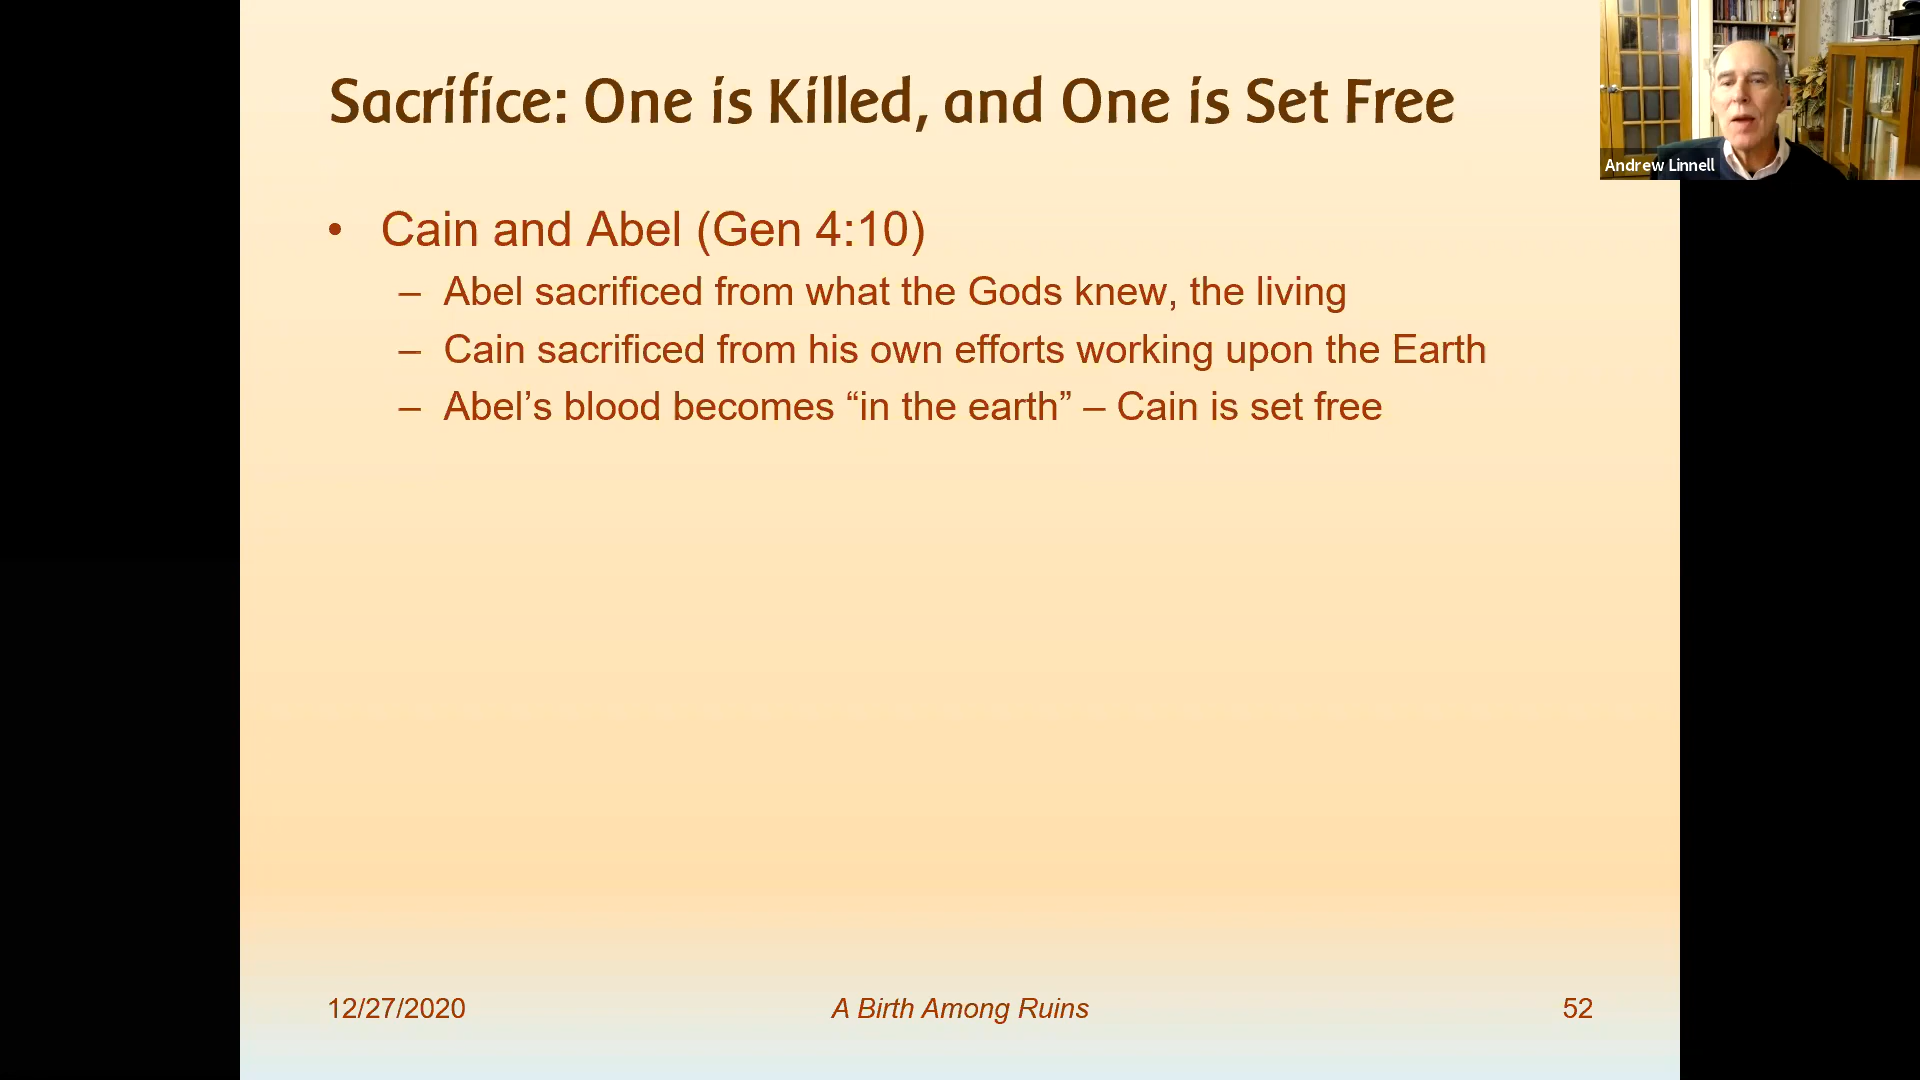 Sacrifice: One is Killed, and One is Set Free
Andrew Linnell
• Cain and Abel (Gen 4:10)
– Abel sacrificed from what the Gods knew, the living
– Cain sacrificed from his own efforts working upon the Earth
– Abel’s blood becomes “in the earth” – Cain is set free
12/27/2020
A Birth Among Ruins
52